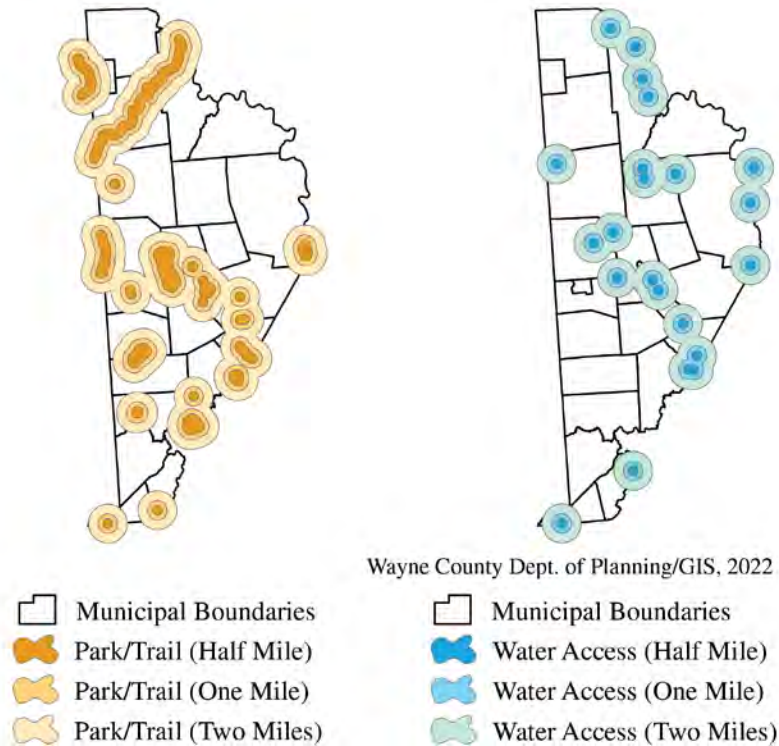 Wayne County Dept. of Planning/GIS, 2022
Municipal Boundaries
Park/Trail (Half Mile)
Park/Trail (One Mile)
Park/Trail (Two Miles)
Municipal Boundaries
Water Access (Half Mile)
Water Access (One Mile)
Water Access (Two Miles)